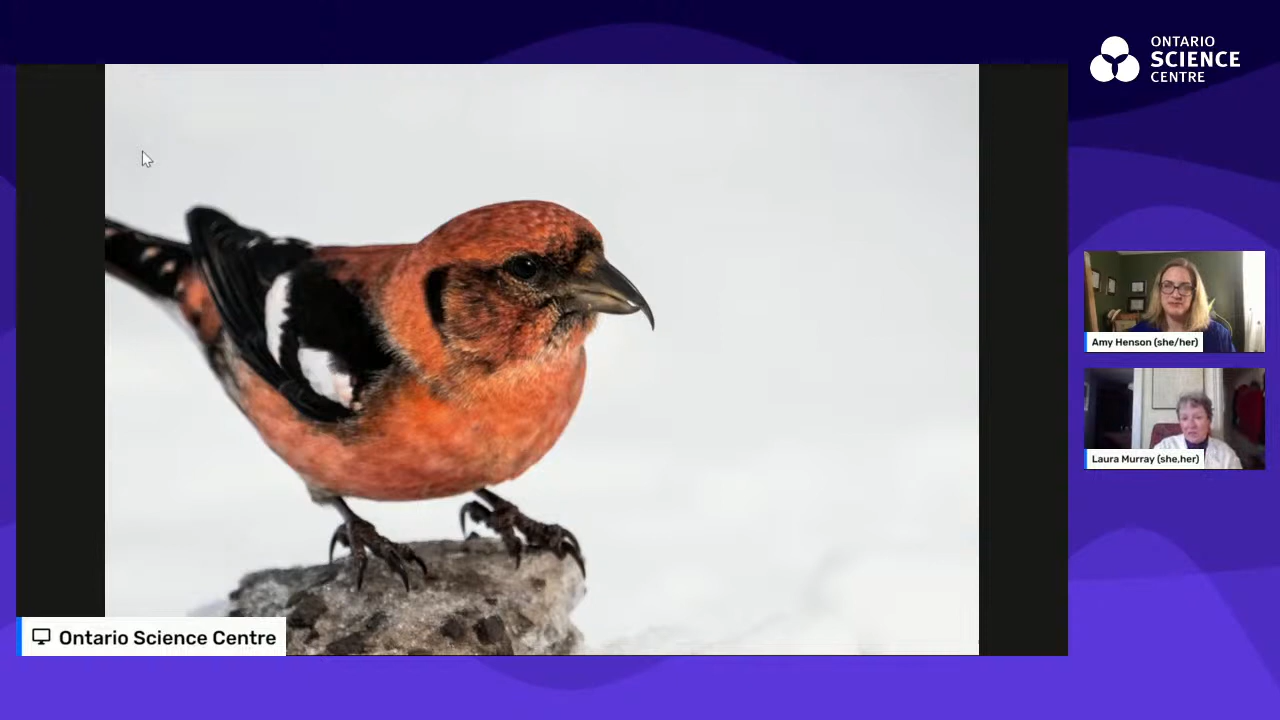 ONTARIO
SCIENCE
CENTRE
Amy Henson (she/her)
Laura Murray (she,her)
Ontario Science Centre